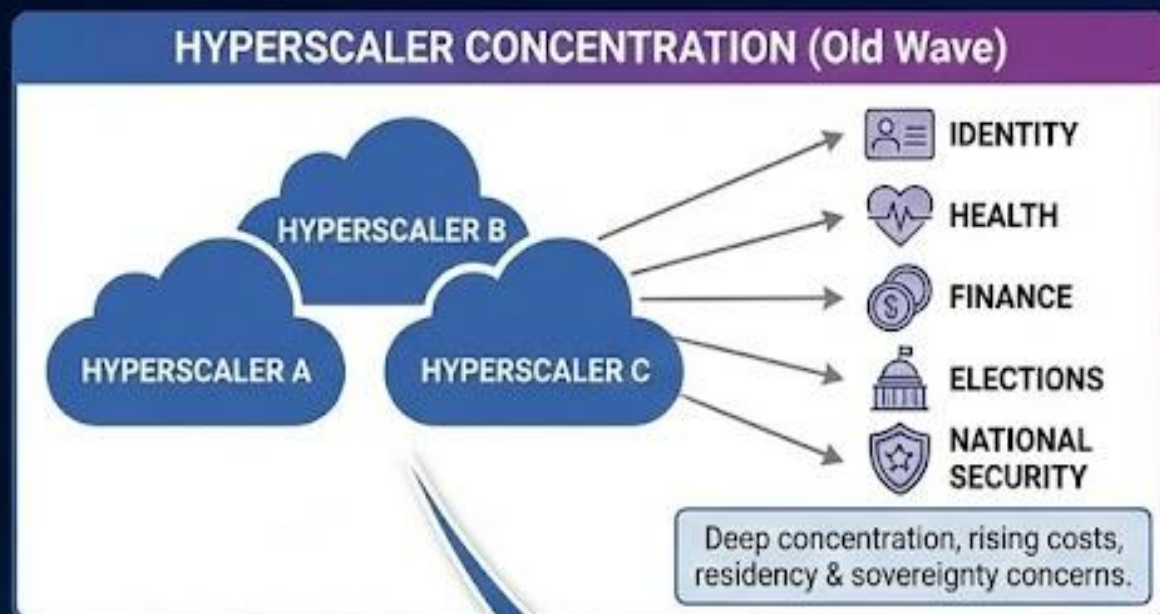 HYPERSCALER CONCENTRATION (Old Wave)
HYPERSCALER B
HYPERSCALER A
HYPERSCALER C
IDENTITY
HEALTH
FINANCE
ELECTIONS
NATIONAL
SECURITY
Deep concentration, rising costs,
residency & sovereignty concerns.